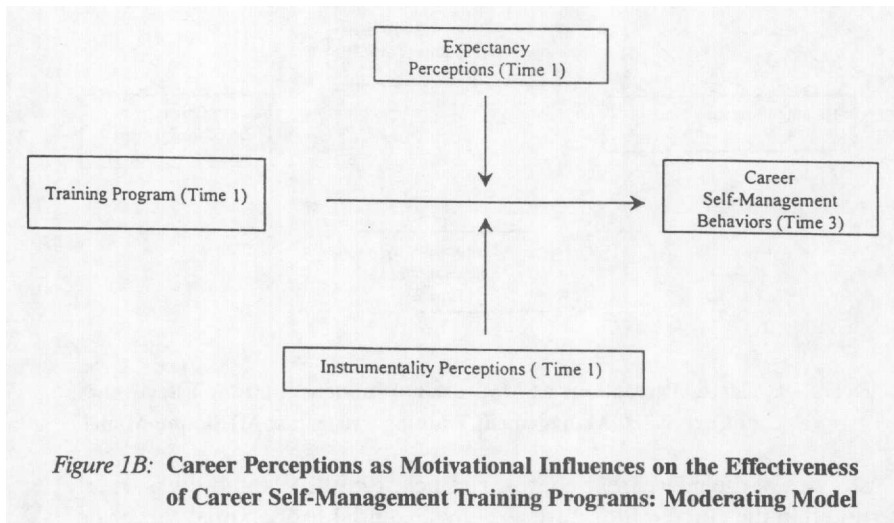 Expectancy
Perceptions (Time 1)
Training Program (Time 1)
Career
Self-Management
Behaviors (Time 3)
Instrumentality Perceptions ( Time 1)
Figure 1B: Career Perceptions as Motivational Influences on the Effectiveness
of Career Self-Management Training Programs: Moderating Model